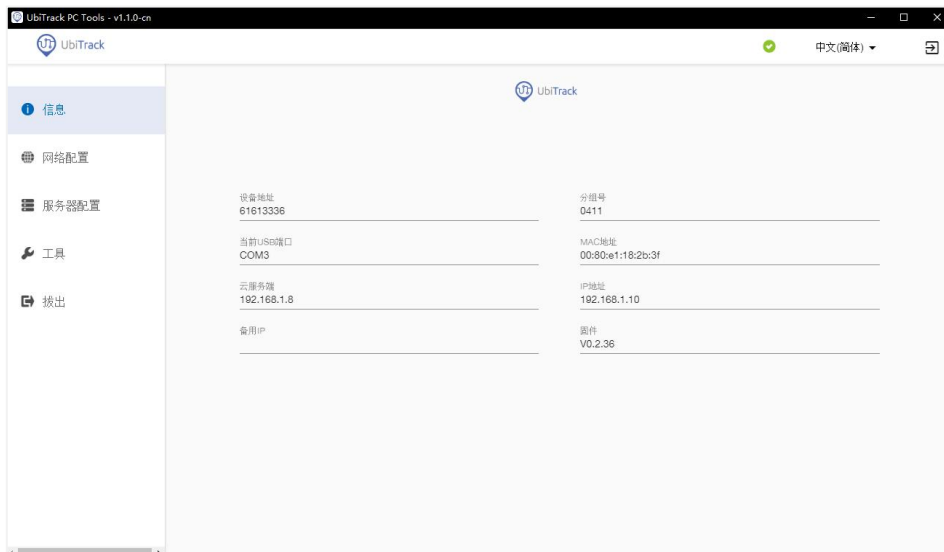 UbiTrack PC Tools - v1.1.0-cn
UbiTrack
中文(简体)
信息
网络配置
服务器配置
工具
拔出
UbiTrack
设备地址
61613336
分组号
0411
当前USB端口
COM3
MAC地址
00:80:e1:18:2b:3f
云服务端
192.168.1.8
IP地址
192.168.1.10
备用IP
固件
V0.2.36